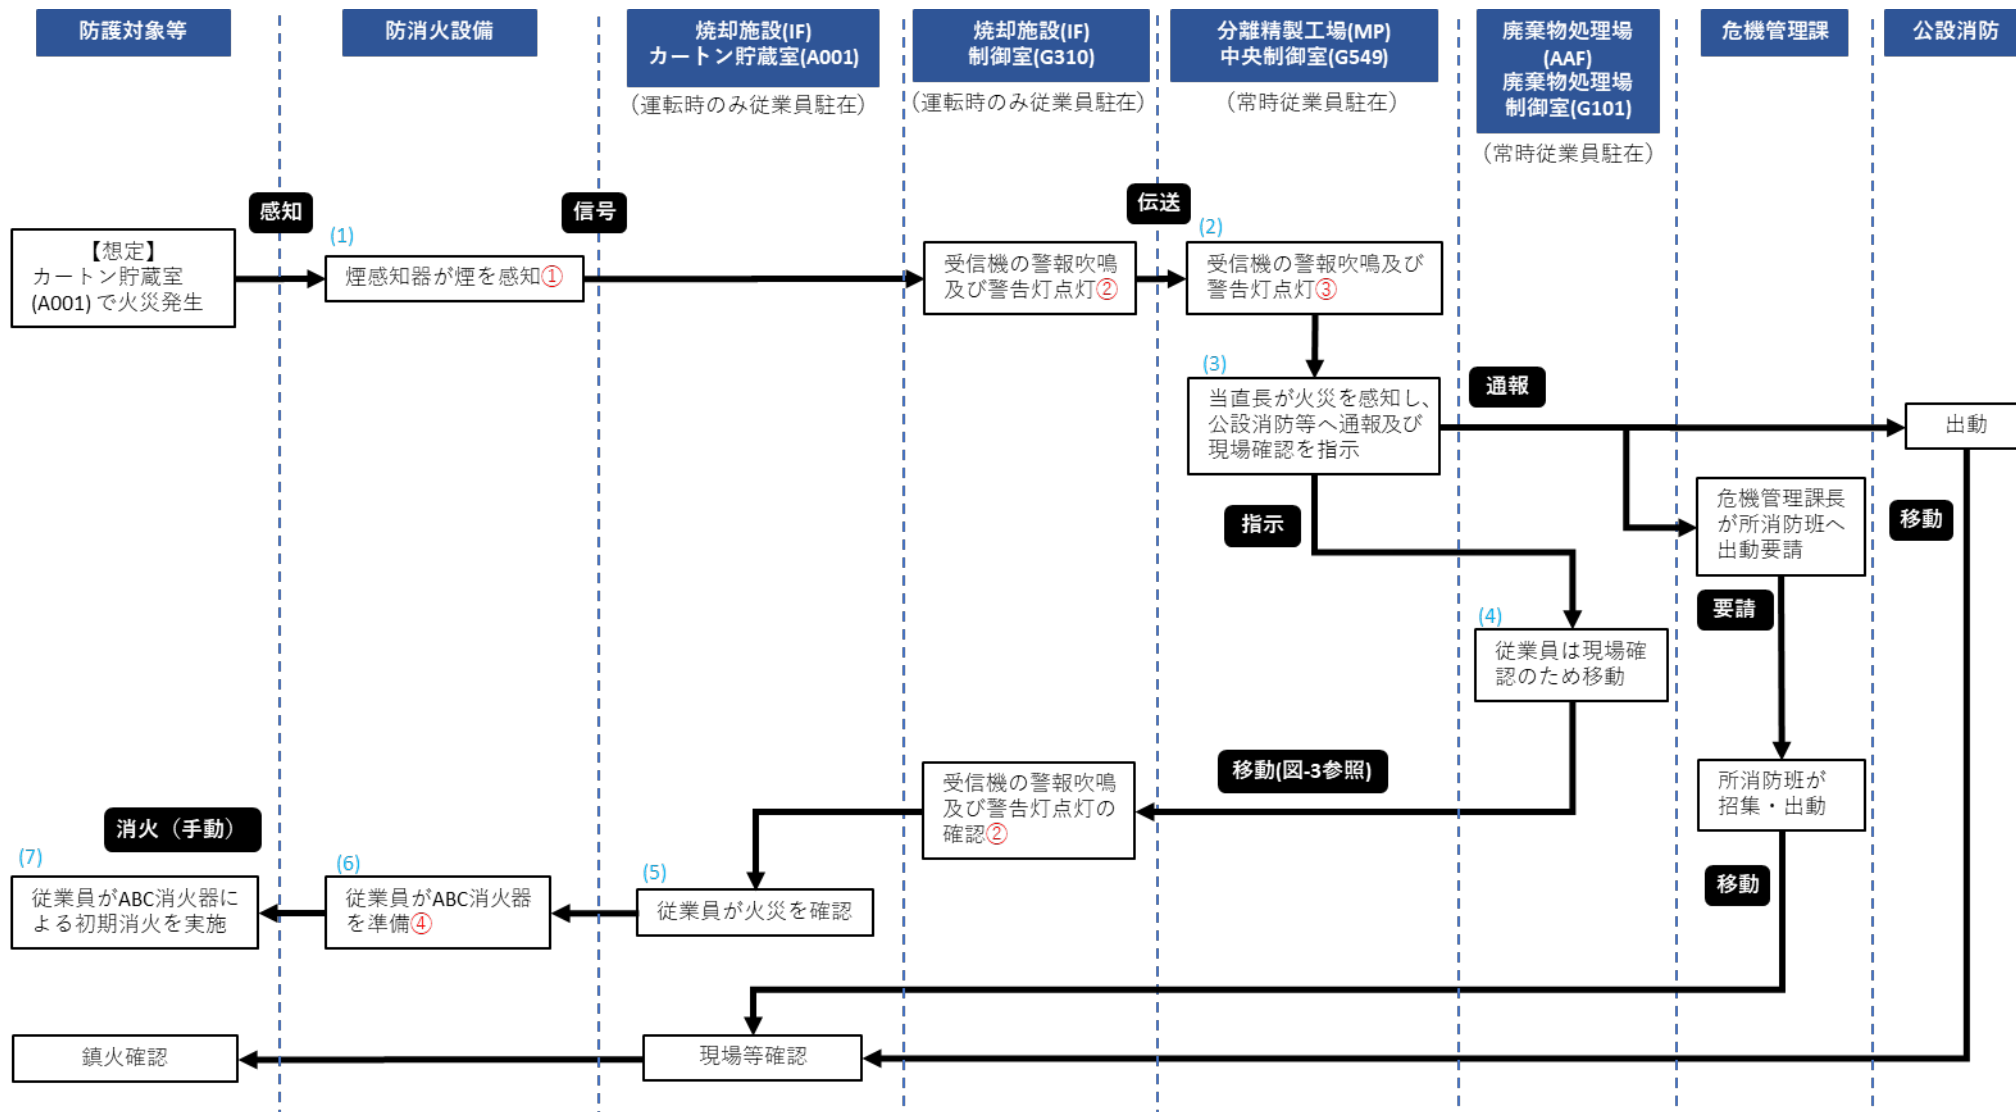 防護対象等
防消火設備
焼却施設(IF)
カートン貯蔵室(A001)
(運転時のみ従業員駐在)
焼却施設(IF)
制御室(G310)
(運転時のみ従業員駐在)
分離精製工場(MP)
中央制御室(G549)
(常時従業員駐在)
廃棄物処理場
(AAF)
廃棄物処理場
制御室(G101)
(常時従業員駐在)
危機管理課
公設消防
感知
信号
伝送
【想定】
カートン貯蔵室
(A001)で火災発生
(1)
煙感知器が煙を感知①
受信機の警報吹鳴
及び警告灯点灯②
(2)
受信機の警報吹鳴及び
警告灯点灯③
(3)
当直長が火災を感知し、
公設消防等へ通報及び
現場確認を指示
通報
出動
指示
危機管理課長
が所消防班へ
出動要請
移動
要請
(4)
従業員は現場確
認のため移動
移動(図-3参照)
受信機の警報吹鳴
及び警告灯点灯の
確認②
所消防班が
招集・出動
消火（手動）
移動
(7)
従業員がABC消火器に
よる初期消火を実施
(6)
従業員がABC消火器
を準備④
(5)
従業員が火災を確認
鎮火確認
現場等確認